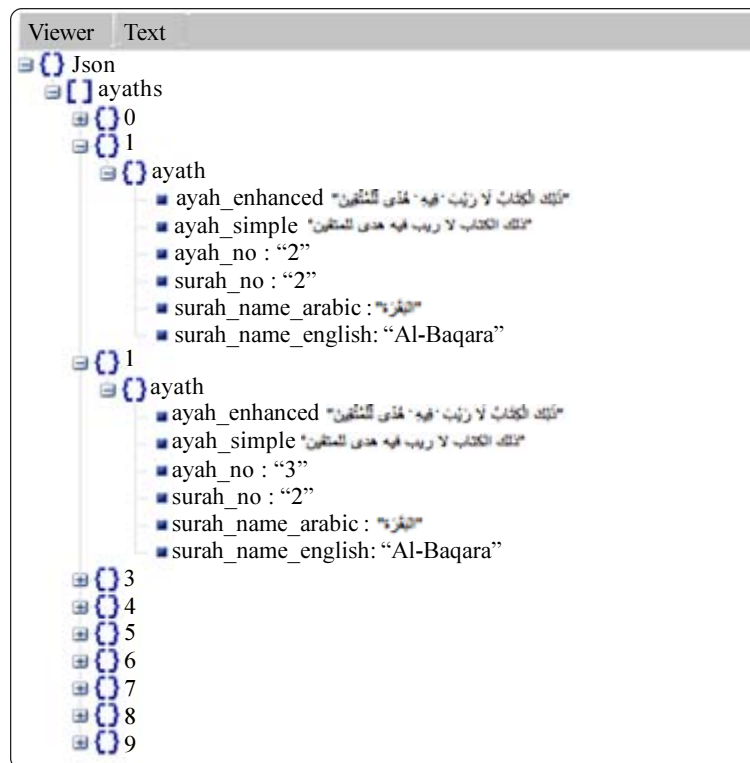 Viewer Text
Json
ayaths
0
1
ayath
ayah_enhanced "ذَٰلِكَ الْكِتَابُ لَا رَيْبَ ۛ فِيهِ ۛ هُدًى لِّلْمُتَّقِينَ"
ayah_simple "ذلك الكتاب لا ريب فيه هدى للمتقين"
ayah_no : “2”
surah_no : “2”
surah_name_arabic : "البَقَرَة"
surah_name_english: “Al-Baqara”
1
ayath
ayah_enhanced "ذَٰلِكَ الْكِتَابُ لَا رَيْبَ ۛ فِيهِ ۛ هُدًى لِّلْمُتَّقِينَ"
ayah_simple "ذلك الكتاب لا ريب فيه هدى للمتقين"
ayah_no : “3”
surah_no : “2”
surah_name_arabic : "البَقَرَة"
surah_name_english: “Al-Baqara”
3
4
5
6
7
8
9